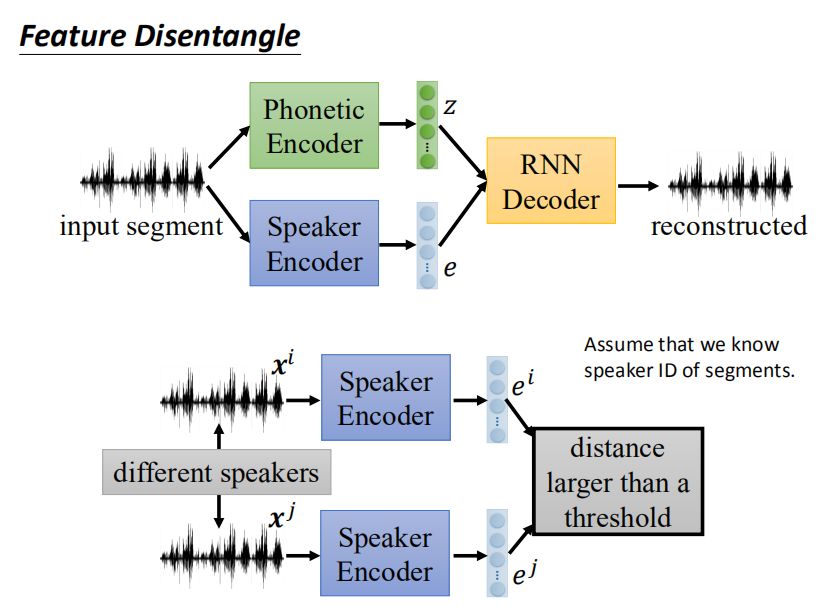 Feature Disentangle
Phonetic
Encoder
z
RNN
Decoder
input segment
reconstructed
Speaker
Encoder
e
Assume that we know
speaker ID of segments.
x^i
Speaker
Encoder
e^i
different speakers
distance
larger than a
threshold
x^j
Speaker
Encoder
e^j